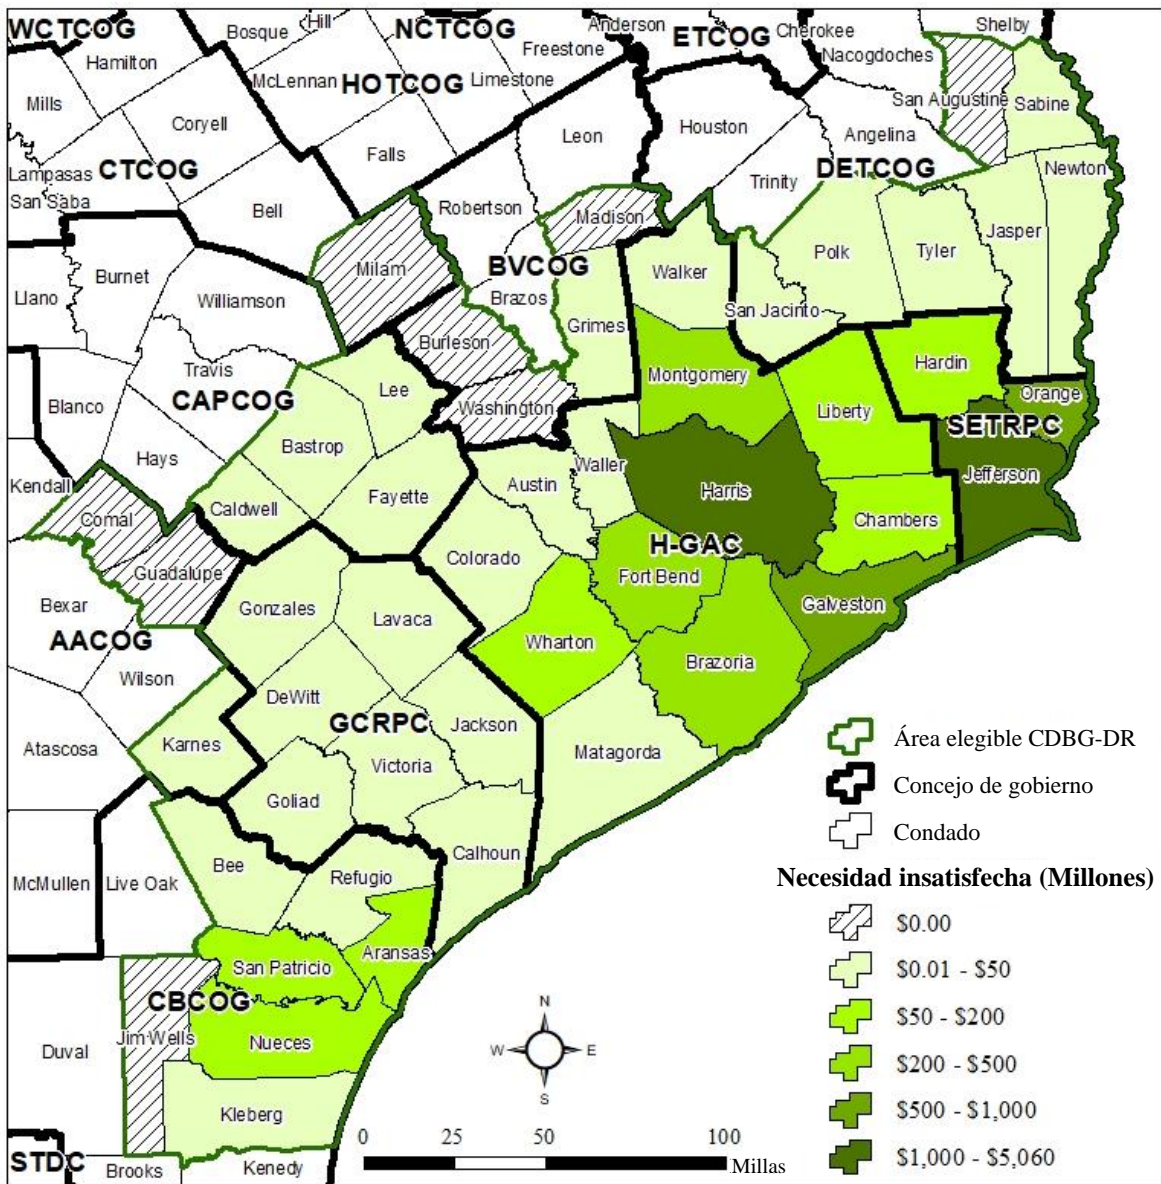 WCTCOG
Hamilton
Bosque
Hill
NCTCOG
Anderson
Freestone
ETCOG
Cherokee
Nacogdoches
Shelby
Mills
McLennan
HOTCOG
Limestone
San Augustine
Sabine
Coryell
Leon
Houston
Angelina
Lampasas
CTCOG
Falls
DETCOG
Newton
San Saba
Bell
Robertson
Madison
Trinity
Jasper
Burnet
Milam
BVCOG
Walker
Polk
Tyler
Llano
Williamson
Brazos
San Jacinto
Burleson
Grimes
Hardin
Travis
Lee
Montgomery
Orange
Blanco
CAPCOG
Washington
Liberty
SETRPC
Bastrop
Hays
Waller
Jefferson
Kendall
Austin
Harris
Caldwell
Fayette
Chambers
Comal
H-GAC
Colorado
Guadalupe
Fort Bend
Bexar
Gonzales
Galveston
Lavaca
AACOG
Wharton
Brazoria
Wilson
DeWitt
GCRPC
Jackson
Atascosa
Karnes
Victoria
Matagorda
Goliad
Calhoun
Bee
McMullen
Live Oak
Refugio
Aransas
San Patricio
CBCOG
Jim Wells
Duval
Nueces
Kleberg
STDC
Brooks
Kenedy
Área elegible CDBG-DR
Concejo de gobierno
Condado
Necesidad insatisfecha (Millones)
$0.00
$0.01 - $50
$50 - $200
$200 - $500
$500 - $1,000
$1,000 - $5,060
N
W E
S
0 25 50 100
Millas